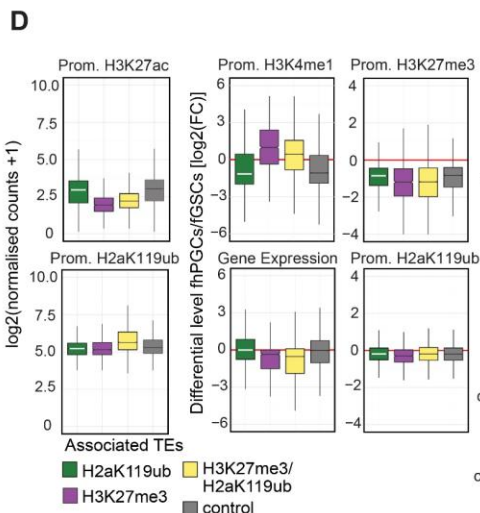 D
Prom. H3K27ac
Prom. H3K4me1
Prom. H3K27me3
log2(normalised counts +1)
10.0
7.5
5.0
2.5
0
Differential level fhPGCs/fGSCs [log2(FC)]
6
3
0
−3
−6
4
2
0
−2
−4
Prom. H2aK119ub
Gene Expression
Prom. H2aK119ub
10.0
7.5
5.0
2.5
0
6
3
0
−3
−6
4
2
0
−2
−4
Associated TEs
H2aK119ub
H3K27me3
H3K27me3/
H2aK119ub
control